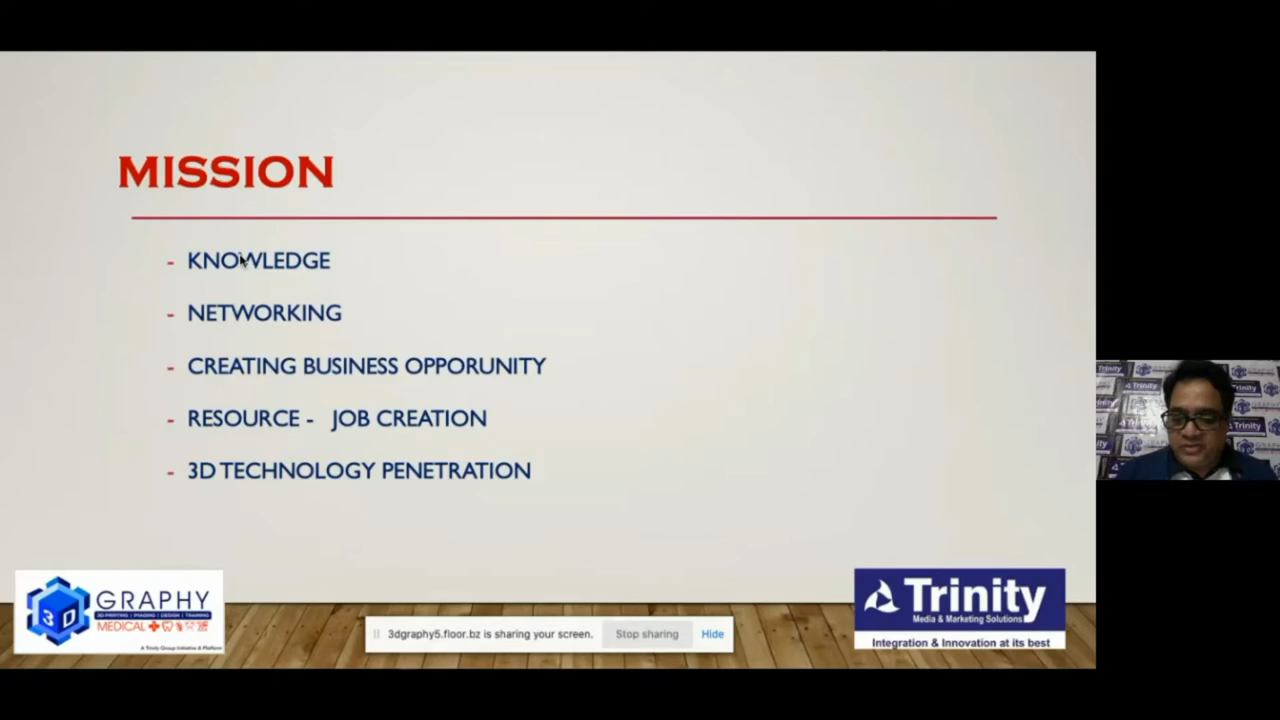 MISSION
- KNOWLEDGE
- NETWORKING
- CREATING BUSINESS OPPORUNITY
- RESOURCE - JOB CREATION
- 3D TECHNOLOGY PENETRATION
3D GRAPHY
3D PRINTING | IMAGING | DESIGN | TRAINING
MEDICAL
A Trinity Group Initiative & Platform
3dgraphy5.floor.bz is sharing your screen. Stop sharing Hide
Trinity
Media & Marketing Solutions
Integration & Innovation at its best
Trinity
Trinity